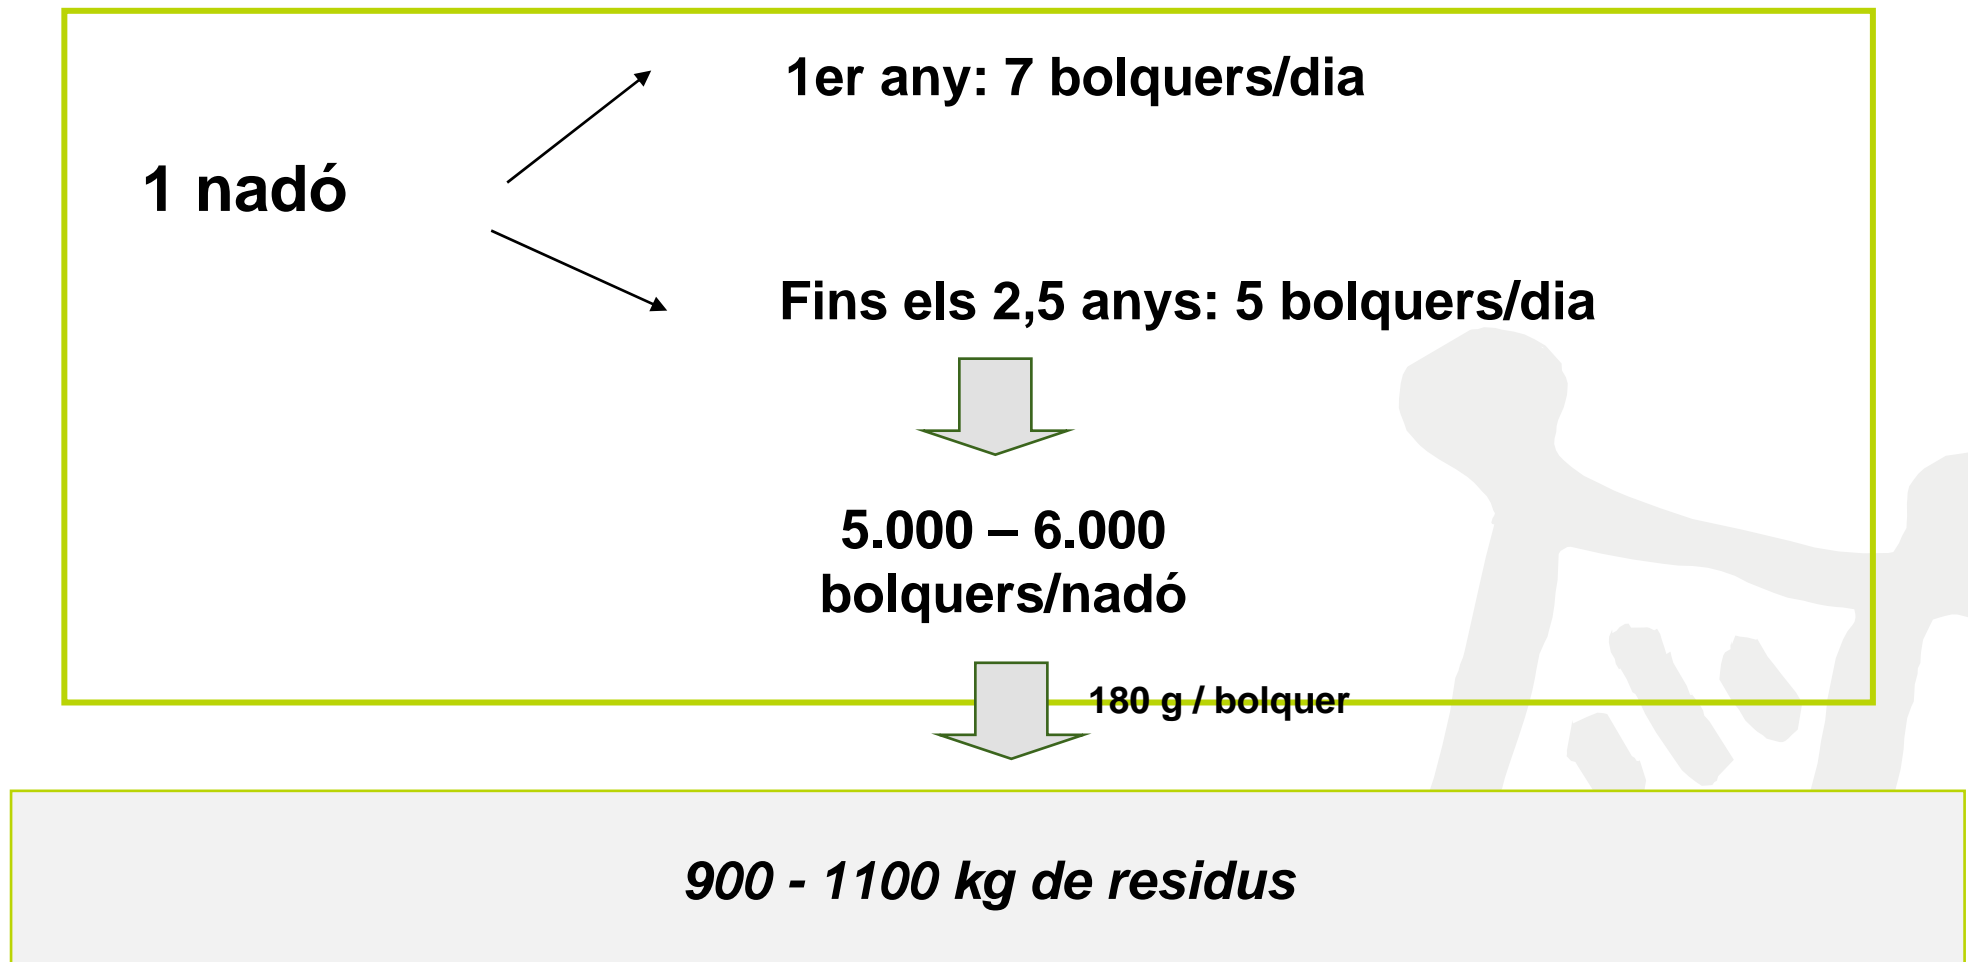 1er any: 7 bolquers/dia
1 nadó
Fins els 2,5 anys: 5 bolquers/dia
5.000 – 6.000
bolquers/nadó
180 g / bolquer
900 - 1100 kg de residus